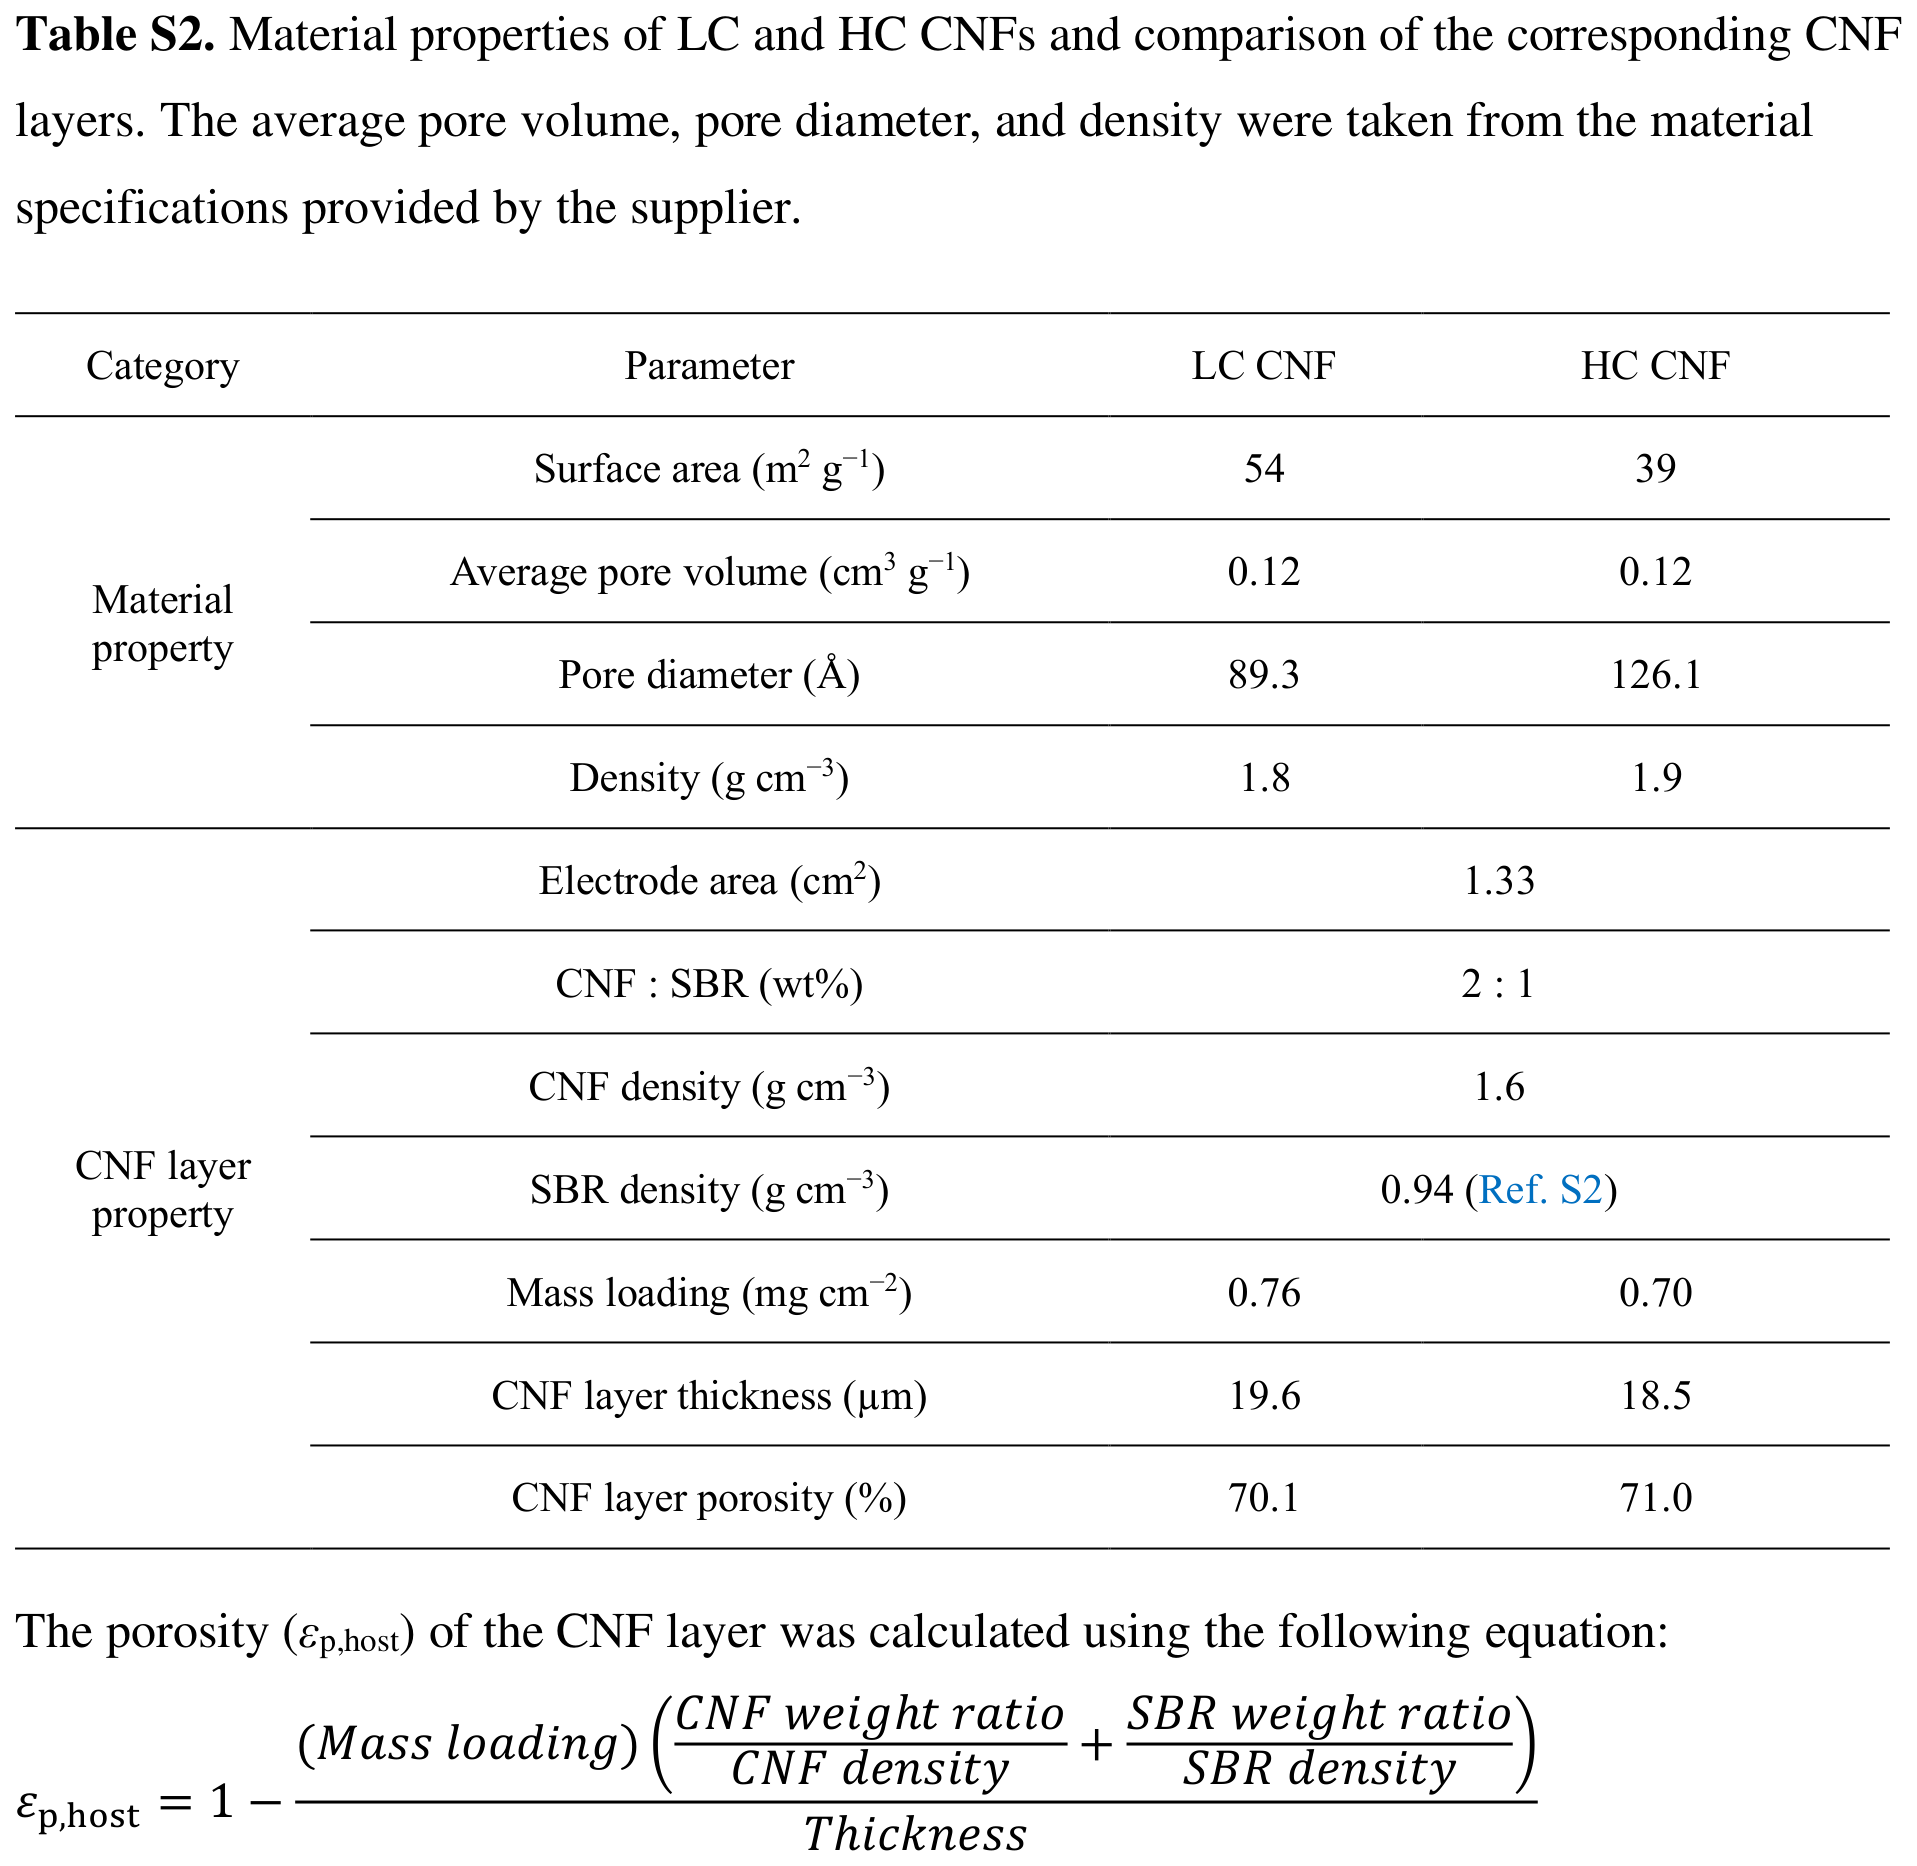 Table S2. Material properties of LC and HC CNFs and comparison of the corresponding CNF
layers. The average pore volume, pore diameter, and density were taken from the material
specifications provided by the supplier.
Category Parameter LC CNF HC CNF
Material property
Surface area (m² g⁻¹) 54 39
Average pore volume (cm³ g⁻¹) 0.12 0.12
Pore diameter (Å) 89.3 126.1
Density (g cm⁻³) 1.8 1.9
CNF layer property
Electrode area (cm²) 1.33
CNF : SBR (wt%) 2 : 1
CNF density (g cm⁻³) 1.6
SBR density (g cm⁻³) 0.94 (Ref. S2)
Mass loading (mg cm⁻²) 0.76 0.70
CNF layer thickness (μm) 19.6 18.5
CNF layer porosity (%) 70.1 71.0
The porosity (εp,host) of the CNF layer was calculated using the following equation:
εp,host = 1 − (Mass loading) (CNF weight ratio / CNF density + SBR weight ratio / SBR density) / Thickness